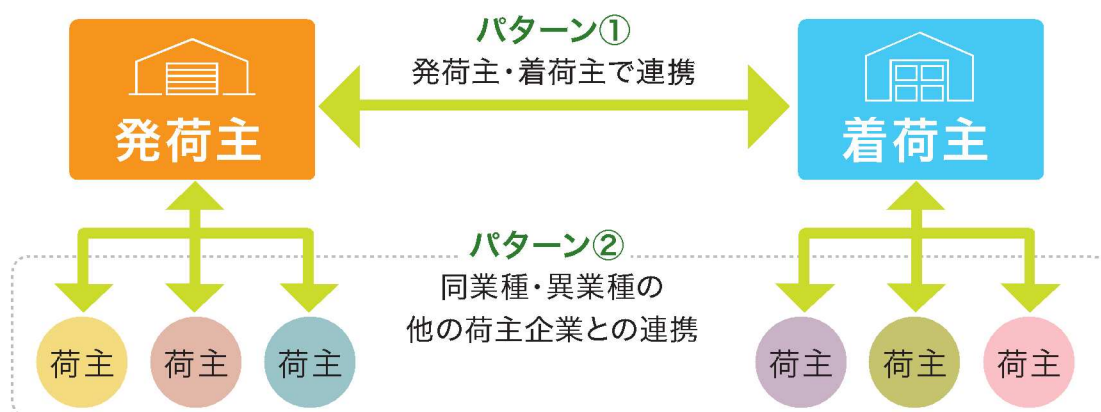 パターン①
発荷主・着荷主で連携
発荷主
着荷主
パターン②
同業種・異業種の
他の荷主企業との連携
荷主
荷主
荷主
荷主
荷主
荷主